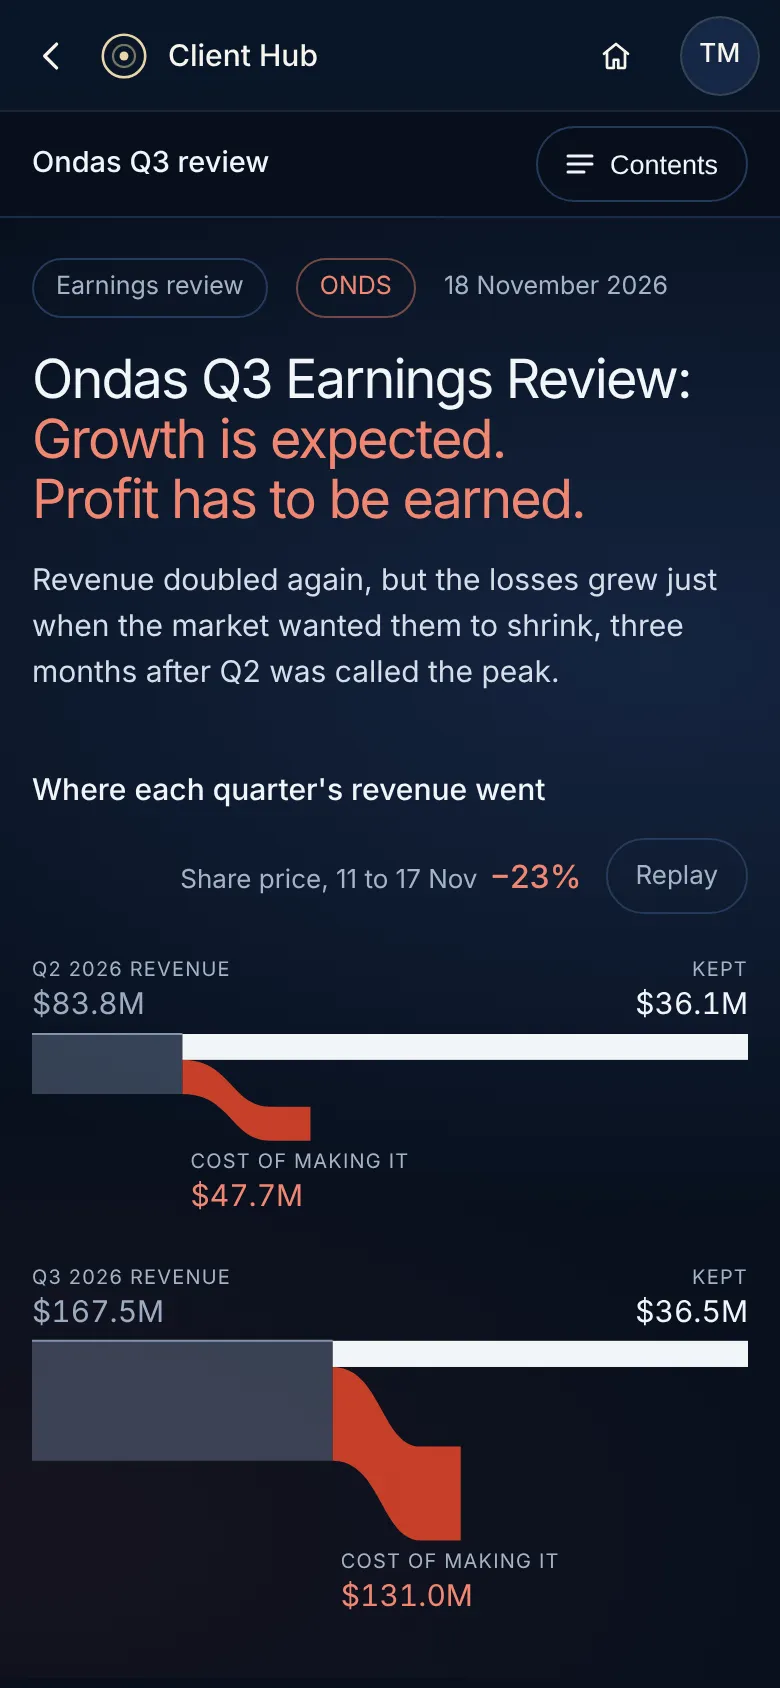 Client Hub
TM
Ondas Q3 review
Contents
Earnings review
ONDS
18 November 2026
Ondas Q3 Earnings Review:
Growth is expected.
Profit has to be earned.
Revenue doubled again, but the losses grew just
when the market wanted them to shrink, three
months after Q2 was called the peak.
Where each quarter's revenue went
Share price, 11 to 17 Nov −23%
Replay
Q2 2026 REVENUE
KEPT
$83.8M
$36.1M
COST OF MAKING IT
$47.7M
Q3 2026 REVENUE
KEPT
$167.5M
$36.5M
COST OF MAKING IT
$131.0M